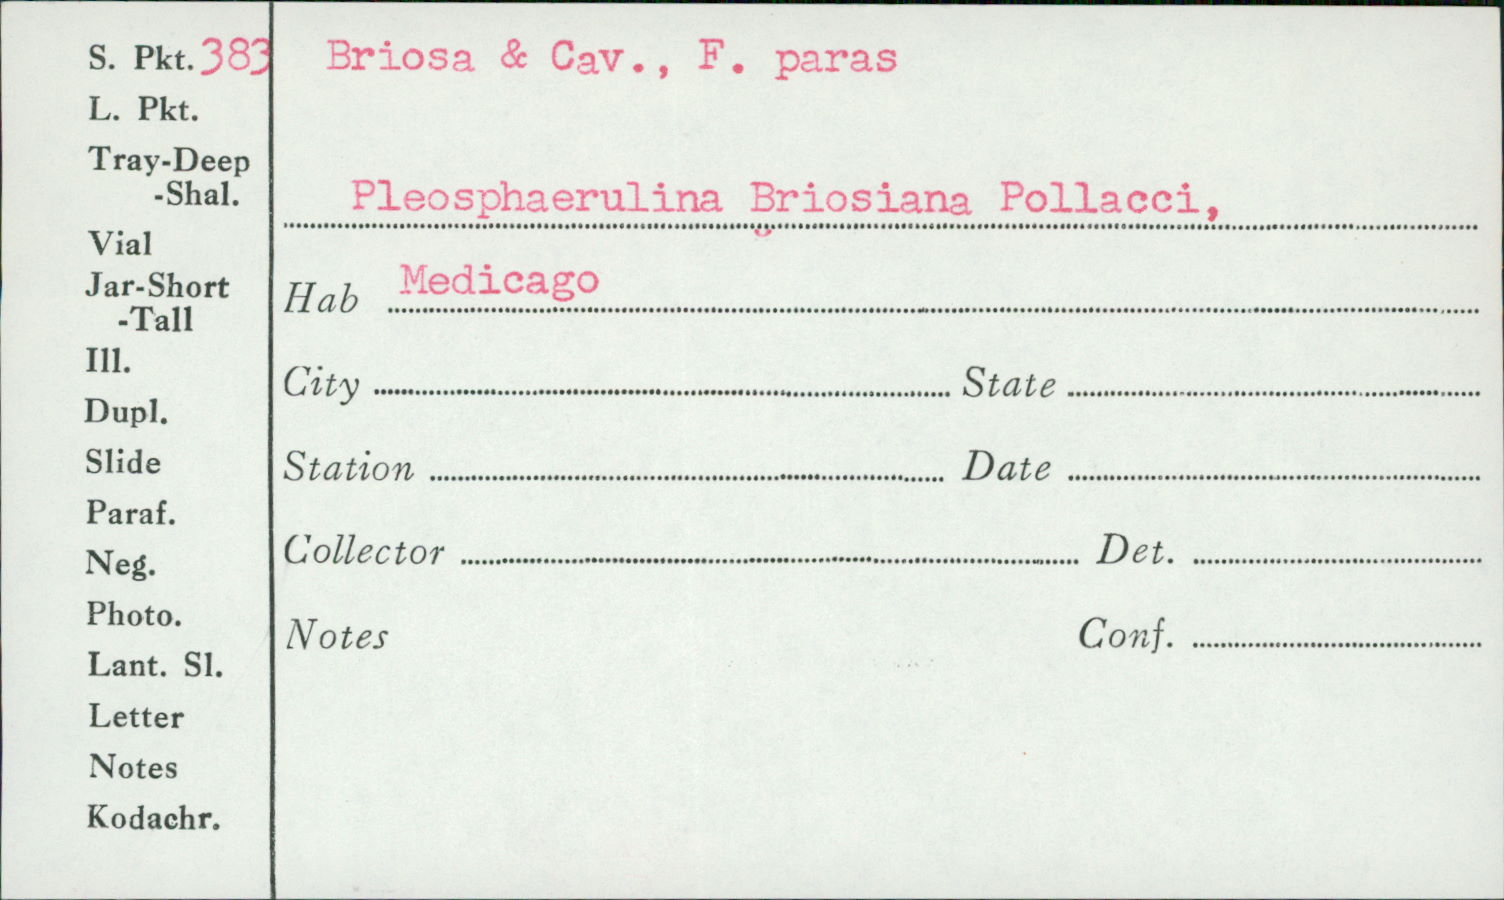 S. Pkt. 383
Briosa & Cav., F. paras
L. Pkt.
Tray-Deep
-Shal.
Pleosphaerulina Briosiana Pollacci,
Vial
Jar-Short
-Tall
Hab Medicago
Ill.
City State
Dupl.
Slide
Station Date
Paraf.
Neg.
Collector Det.
Photo.
Notes Conf.
Lant. Sl.
Letter
Notes
Kodachr.